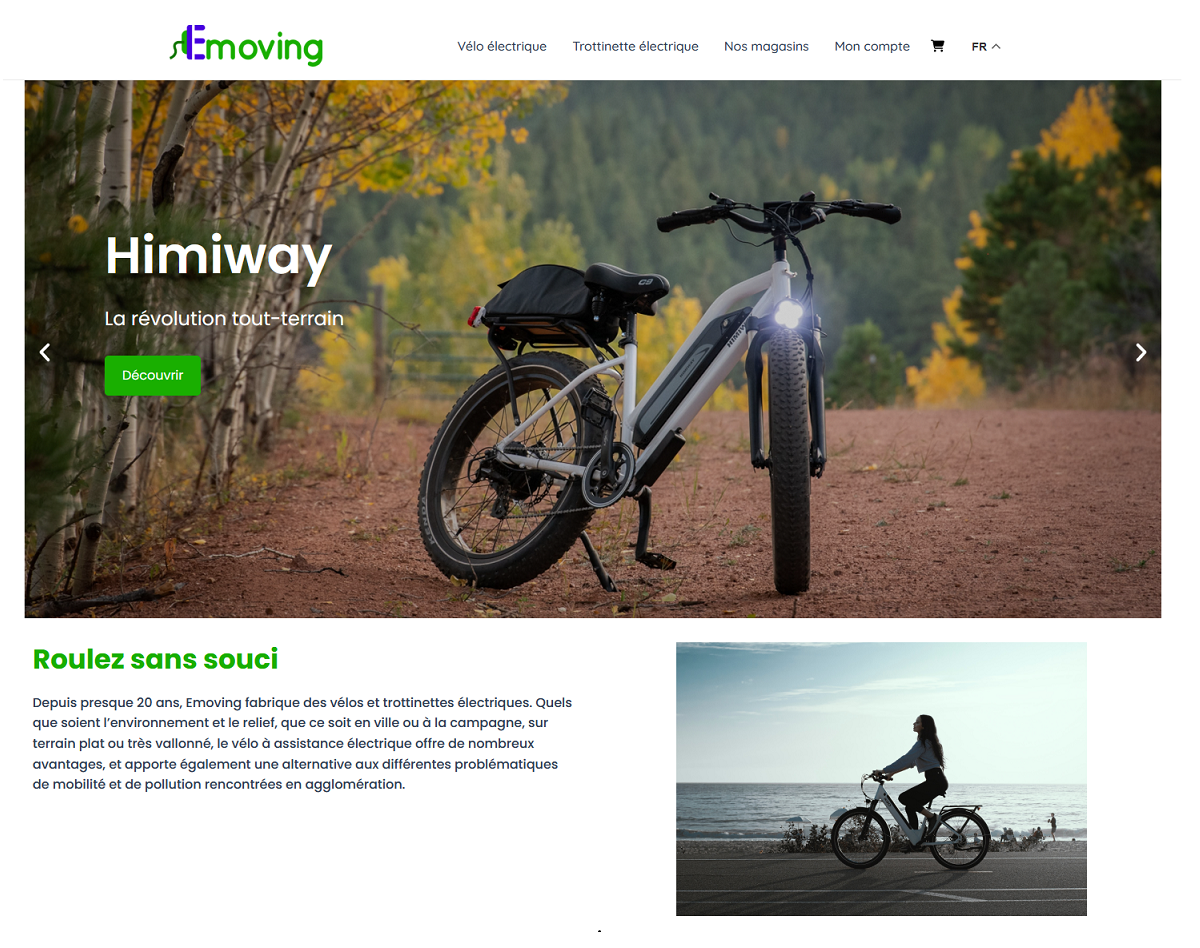 Emoving
Vélo électrique
Trottinette électrique
Nos magasins
Mon compte
FR
Himiway
La révolution tout-terrain
Découvrir
C9
Roulez sans souci
Depuis presque 20 ans, Emoving fabrique des vélos et trottinettes électriques. Quels
que soient l’environnement et le relief, que ce soit en ville ou à la campagne, sur
terrain plat ou très vallonné, le vélo à assistance électrique offre de nombreux
avantages, et apporte également une alternative aux différentes problématiques
de mobilité et de pollution rencontrées en agglomération.